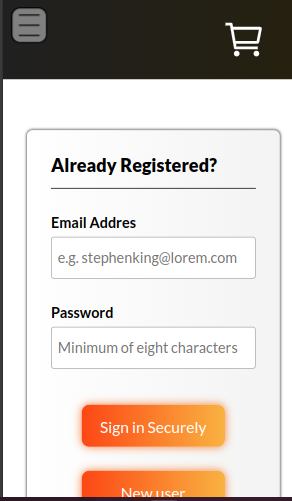 Already Registered?
Email Addres
e.g. stephenking@lorem.com
Password
Minimum of eight characters
Sign in Securely
New user